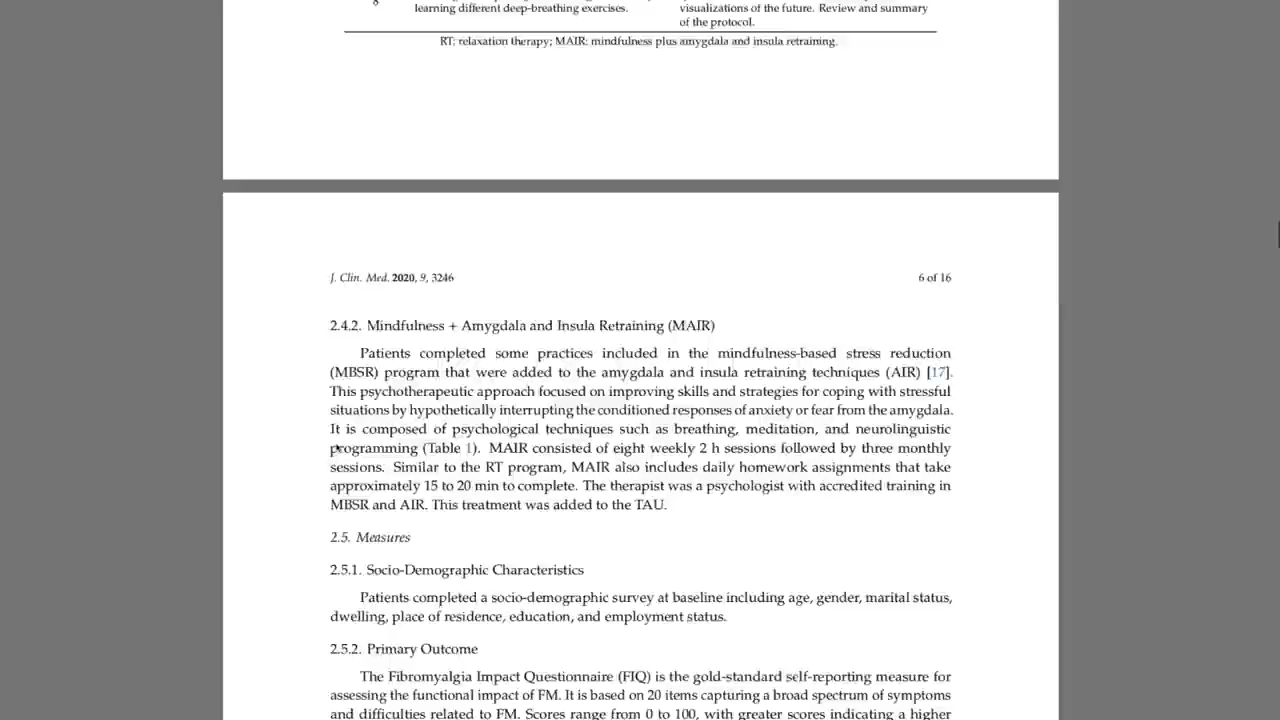 8
learning different deep-breathing exercises.
visualizations of the future. Review and summary
of the protocol.
RT: relaxation therapy; MAIR: mindfulness plus amygdala and insula retraining.
J. Clin. Med. 2020, 9, 3246
6 of 16
2.4.2. Mindfulness + Amygdala and Insula Retraining (MAIR)
Patients completed some practices included in the mindfulness-based stress reduction
(MBSR) program that were added to the amygdala and insula retraining techniques (AIR) [17].
This psychotherapeutic approach focused on improving skills and strategies for coping with stressful
situations by hypothetically interrupting the conditioned responses of anxiety or fear from the amygdala.
It is composed of psychological techniques such as breathing, meditation, and neurolinguistic
programming (Table 1). MAIR consisted of eight weekly 2 h sessions followed by three monthly
sessions. Similar to the RT program, MAIR also includes daily homework assignments that take
approximately 15 to 20 min to complete. The therapist was a psychologist with accredited training in
MBSR and AIR. This treatment was added to the TAU.
2.5. Measures
2.5.1. Socio-Demographic Characteristics
Patients completed a socio-demographic survey at baseline including age, gender, marital status,
dwelling, place of residence, education, and employment status.
2.5.2. Primary Outcome
The Fibromyalgia Impact Questionnaire (FIQ) is the gold-standard self-reporting measure for
assessing the functional impact of FM. It is based on 20 items capturing a broad spectrum of symptoms
and difficulties related to FM. Scores range from 0 to 100, with greater scores indicating a higher